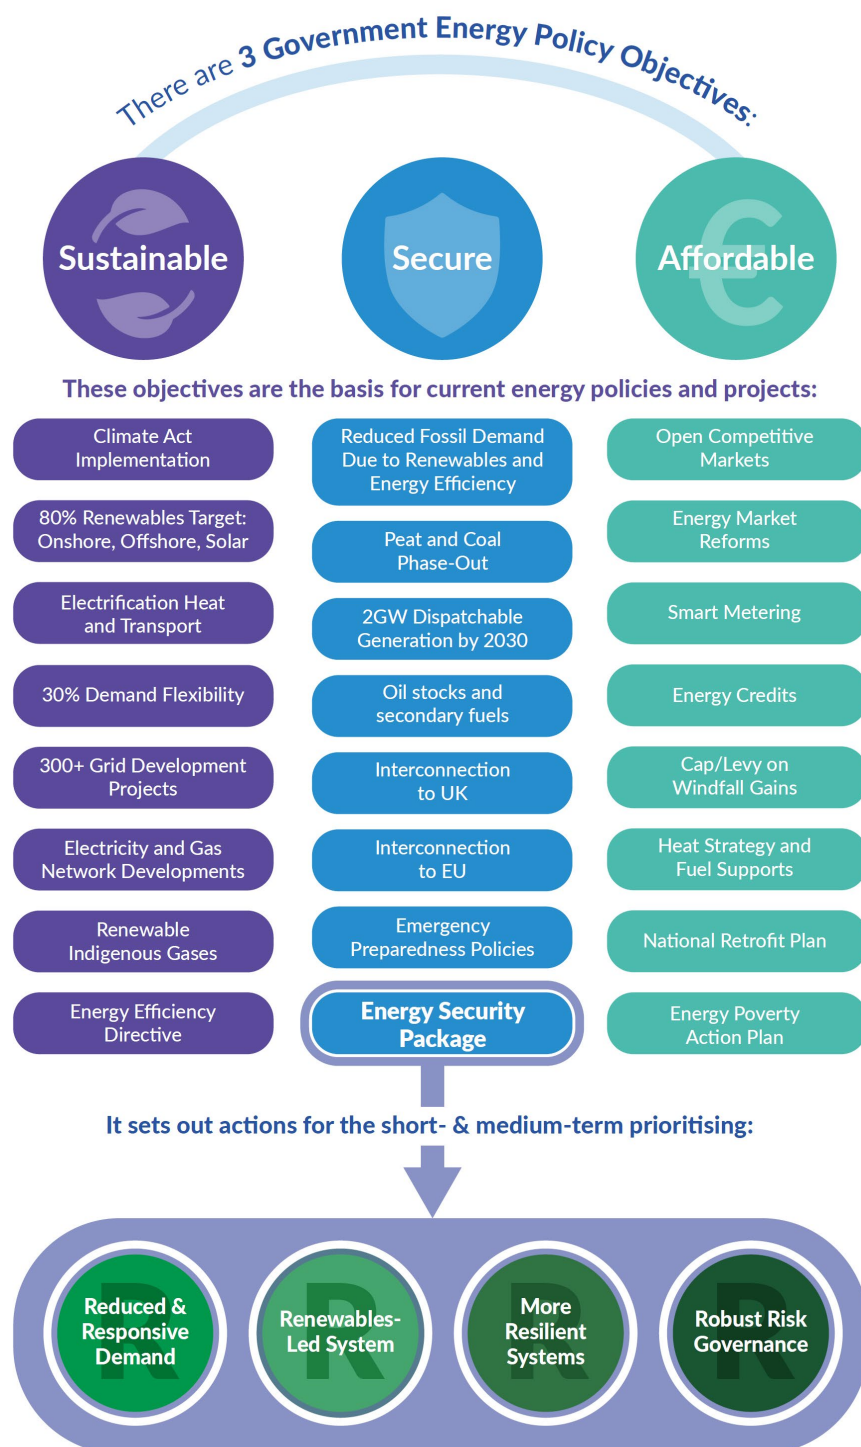 There are 3 Government Energy Policy Objectives:
Sustainable
Secure
Affordable
These objectives are the basis for current energy policies and projects:
Climate Act
Implementation
80% Renewables Target:
Onshore, Offshore, Solar
Electrification Heat
and Transport
30% Demand Flexibility
300+ Grid Development
Projects
Electricity and Gas
Network Developments
Renewable
Indigenous Gases
Energy Efficiency
Directive
Reduced Fossil Demand
Due to Renewables and
Energy Efficiency
Peat and Coal
Phase-Out
2GW Dispatchable
Generation by 2030
Oil stocks and
secondary fuels
Interconnection
to UK
Interconnection
to EU
Emergency
Preparedness Policies
Energy Security
Package
Open Competitive
Markets
Energy Market
Reforms
Smart Metering
Energy Credits
Cap/Levy on
Windfall Gains
Heat Strategy and
Fuel Supports
National Retrofit Plan
Energy Poverty
Action Plan
It sets out actions for the short- & medium-term prioritising:
R
Reduced &
Responsive
Demand
R
Renewables-
Led System
R
More
Resilient
Systems
R
Robust Risk
Governance